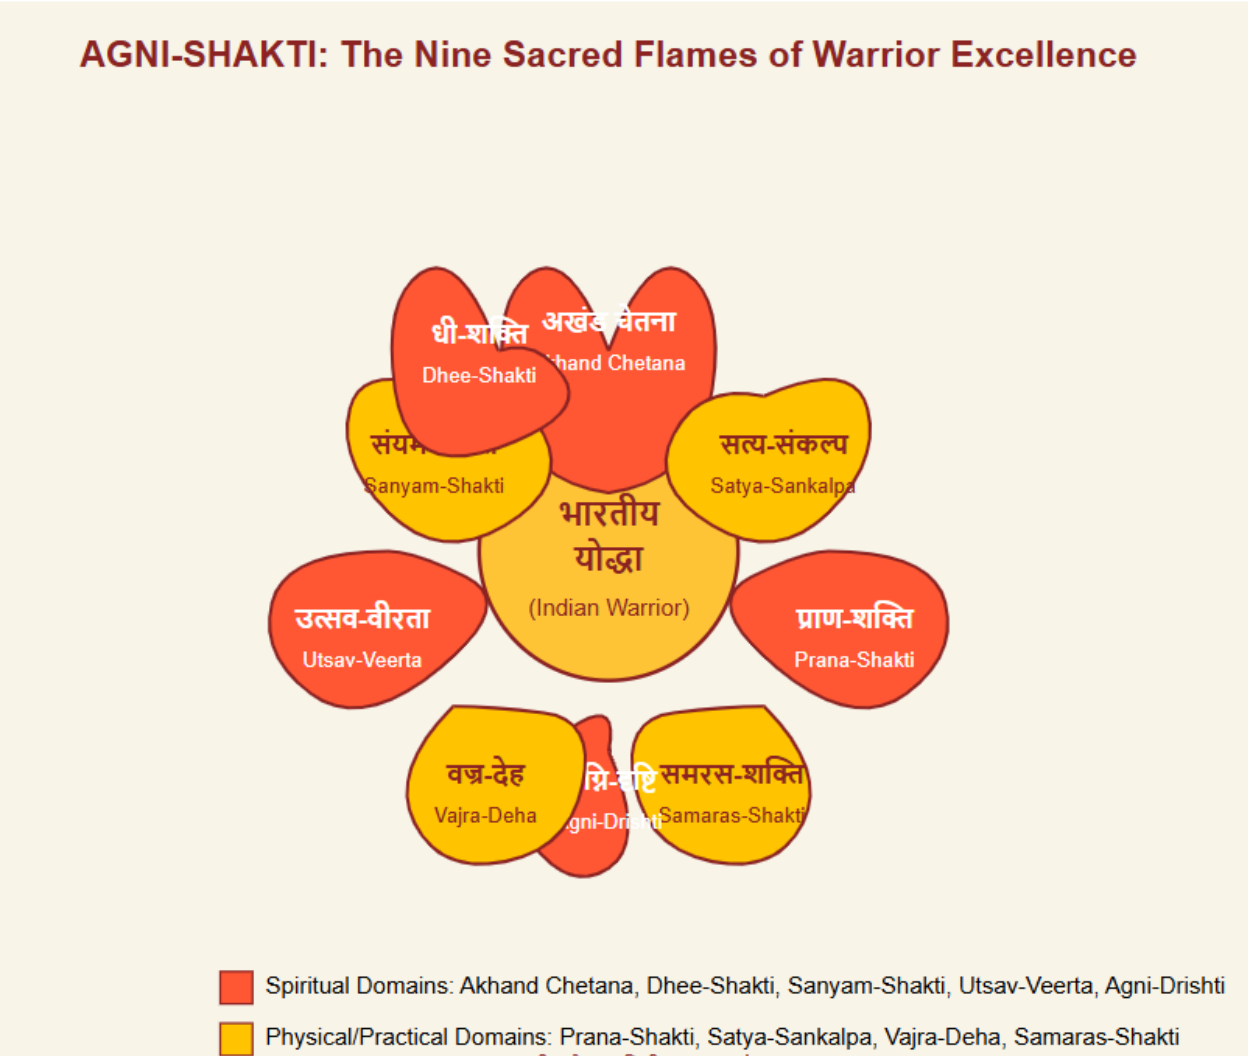 AGNI-SHAKTI: The Nine Sacred Flames of Warrior Excellence
धी-शक्ति
Dhee-Shakti
अखंड चेतना
Chetana
Sanyam-Shakti
सत्य-संकल्प
Satya-Sankalpa
भारतीय
योद्धा
(Indian Warrior)
उत्सव-वीरता
Utsav-Veerta
प्राण-शक्ति
Prana-Shakti
वज्र-देह
Vajra-Deha
समरस-शक्ति
Samaras-Shakti
Spiritual Domains: Akhand Chetana, Dhee-Shakti, Sanyam-Shakti, Utsav-Veerta, Agni-Drishti
Physical/Practical Domains: Prana-Shakti, Satya-Sankalpa, Vajra-Deha, Samaras-Shakti